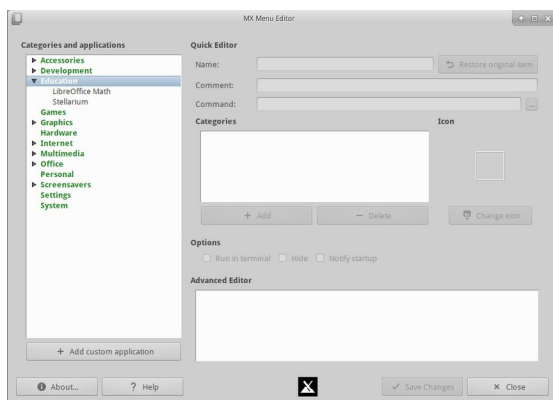 MX Menu Editor
Categories and applications
Accessories
Development
Education
LibreOffice Math
Stellarium
Games
Graphics
Hardware
Internet
Multimedia
Office
Personal
Screensavers
Settings
System
+ Add custom application
Quick Editor
Name:
Restore original item
Comment:
Command:
...
Categories
Icon
+ Add
− Delete
Change icon
Options
Run in terminal
Hide
Notify startup
Advanced Editor
About...
? Help
Save Changes
× Close